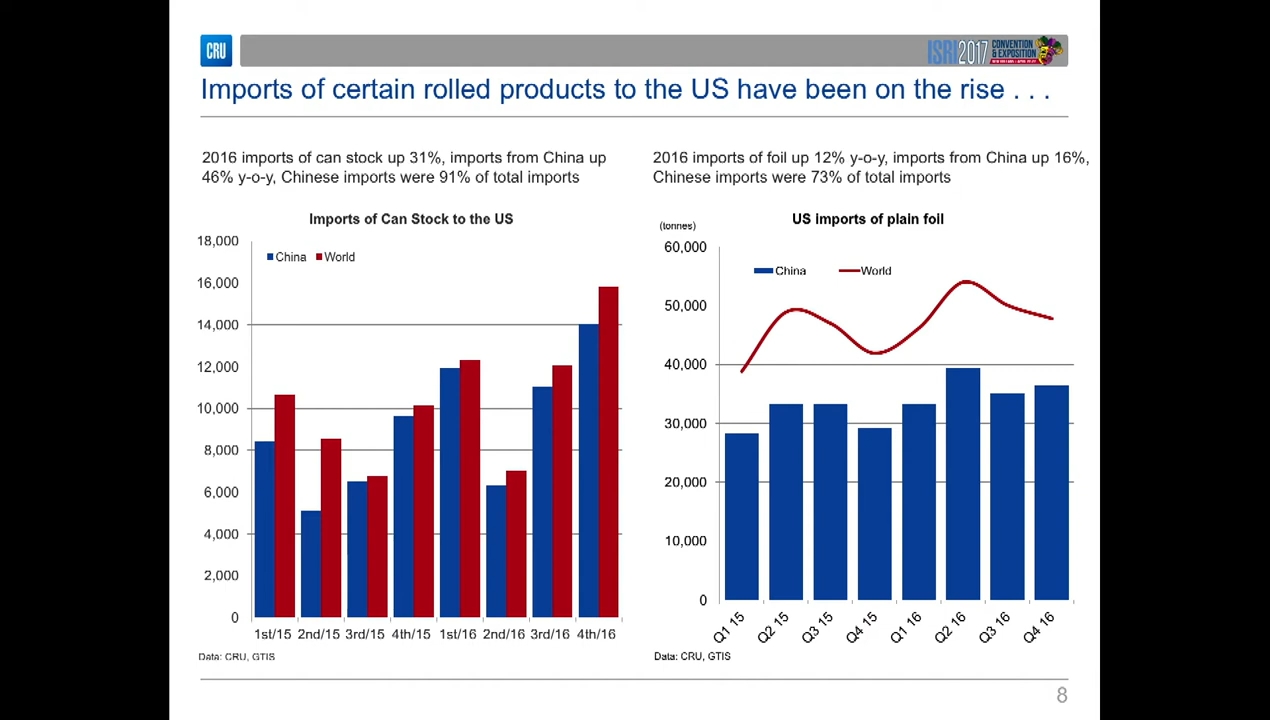 CRU
ISRI2017 CONVENTION
& EXPOSITION
Imports of certain rolled products to the US have been on the rise . . .
2016 imports of can stock up 31%, imports from China up
46% y-o-y, Chinese imports were 91% of total imports
Imports of Can Stock to the US
18,000
China World
16,000
14,000
12,000
10,000
8,000
6,000
4,000
2,000
0
1st/15 2nd/15 3rd/15 4th/15 1st/16 2nd/16 3rd/16 4th/16
Data: CRU, GTIS
2016 imports of foil up 12% y-o-y, imports from China up 16%,
Chinese imports were 73% of total imports
US imports of plain foil
(tonnes)
60,000
China World
50,000
40,000
30,000
20,000
10,000
0
Q1 15 Q2 15 Q3 15 Q4 15 Q1 16 Q2 16 Q3 16 Q4 16
Data: CRU, GTIS
8